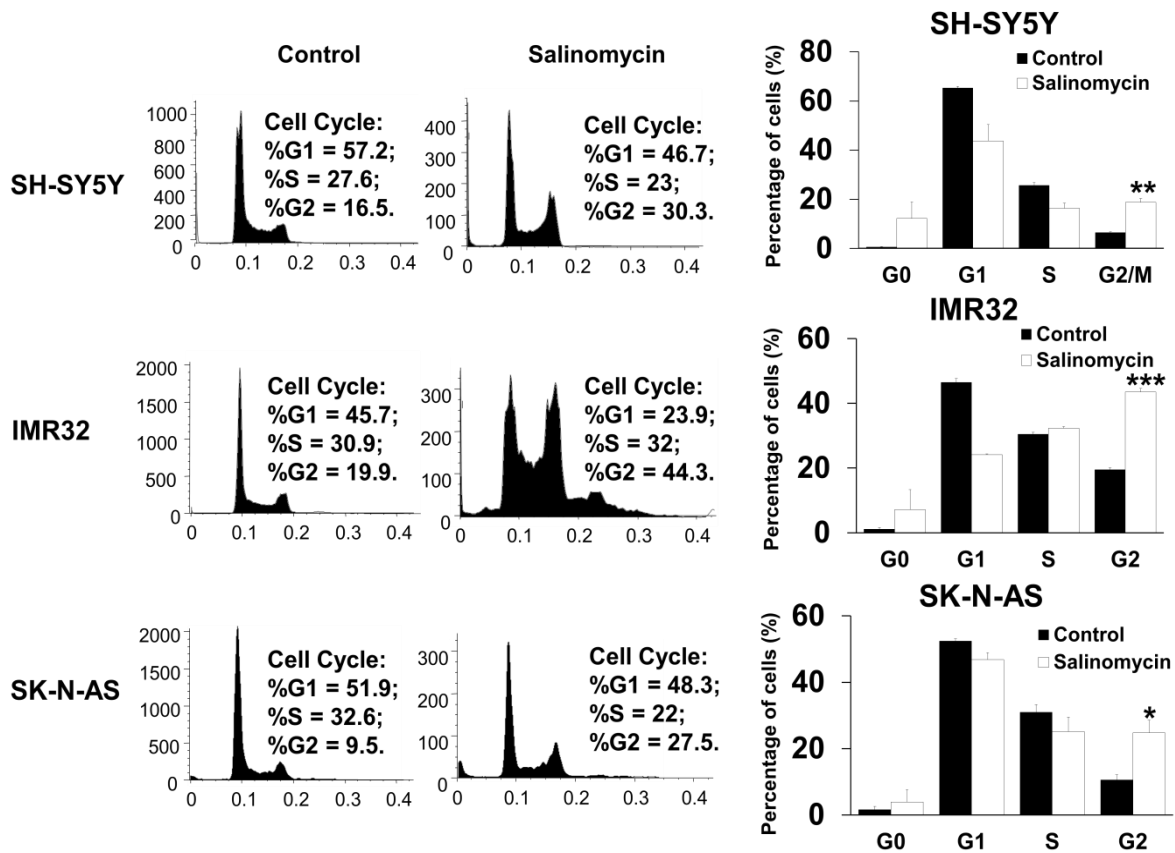 Control
Salinomycin
SH-SY5Y
1000
800
600
400
200
0
Cell Cycle:
%G1 = 57.2;
%S = 27.6;
%G2 = 16.5.
0 0.1 0.2 0.3 0.4
400
300
200
100
0
Cell Cycle:
%G1 = 46.7;
%S = 23;
%G2 = 30.3.
0 0.1 0.2 0.3 0.4
SH-SY5Y
Percentage of cells (%)
80
60
40
20
0
Control
Salinomycin
**
G0 G1 S G2/M
IMR32
2000
1500
1000
500
0
Cell Cycle:
%G1 = 45.7;
%S = 30.9;
%G2 = 19.9.
0 0.1 0.2 0.3 0.4
300
200
100
0
Cell Cycle:
%G1 = 23.9;
%S = 32;
%G2 = 44.3.
0 0.1 0.2 0.3 0.4
IMR32
Percentage of cells (%)
60
40
20
0
Control
Salinomycin
***
G0 G1 S G2
SK-N-AS
2000
1500
1000
500
0
Cell Cycle:
%G1 = 51.9;
%S = 32.6;
%G2 = 9.5.
0 0.1 0.2 0.3 0.4
300
200
100
0
Cell Cycle:
%G1 = 48.3;
%S = 22;
%G2 = 27.5.
0 0.1 0.2 0.3 0.4
SK-N-AS
Percentage of cells (%)
60
40
20
0
Control
Salinomycin
*
G0 G1 S G2